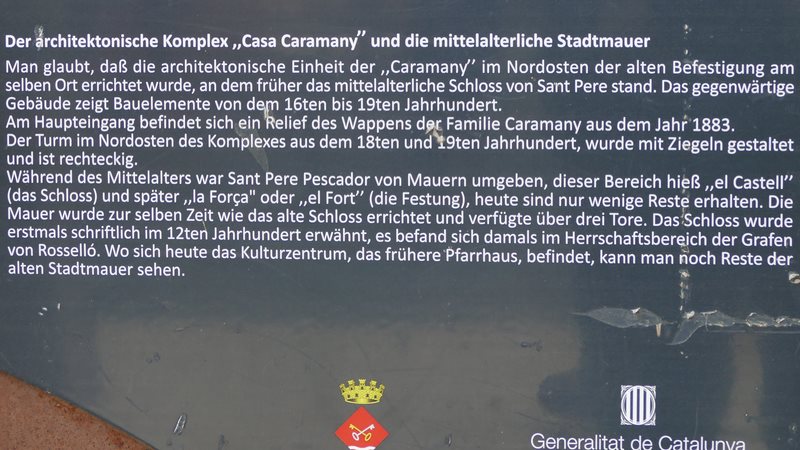 Der architektonische Komplex ,,Casa Caramany” und die mittelalterliche Stadtmauer
Man glaubt, daß die architektonische Einheit der ,,Caramany” im Nordosten der alten Befestigung am
selben Ort errichtet wurde, an dem früher das mittelalterliche Schloss von Sant Pere stand. Das gegenwärtige
Gebäude zeigt Bauelemente von dem 16ten bis 19ten Jahrhundert.
Am Haupteingang befindet sich ein Relief des Wappens der Familie Caramany aus dem Jahr 1883.
Der Turm im Nordosten des Komplexes aus dem 18ten und 19ten Jahrhundert, wurde mit Ziegeln gestaltet
und ist rechteckig.
Während des Mittelalters war Sant Pere Pescador von Mauern umgeben, dieser Bereich hieß ,,el Castell”
(das Schloss) und später ,,la Força" oder ,,el Fort” (die Festung), heute sind nur wenige Reste erhalten. Die
Mauer wurde zur selben Zeit wie das alte Schloss errichtet und verfügte über drei Tore. Das Schloss wurde
erstmals schriftlich im 12ten Jahrhundert erwähnt, es befand sich damals im Herrschaftsbereich der Grafen
von Rosselló. Wo sich heute das Kulturzentrum, das frühere Pfarrhaus, befindet, kann man noch Reste der
alten Stadtmauer sehen.
Generalitat de Catalunya